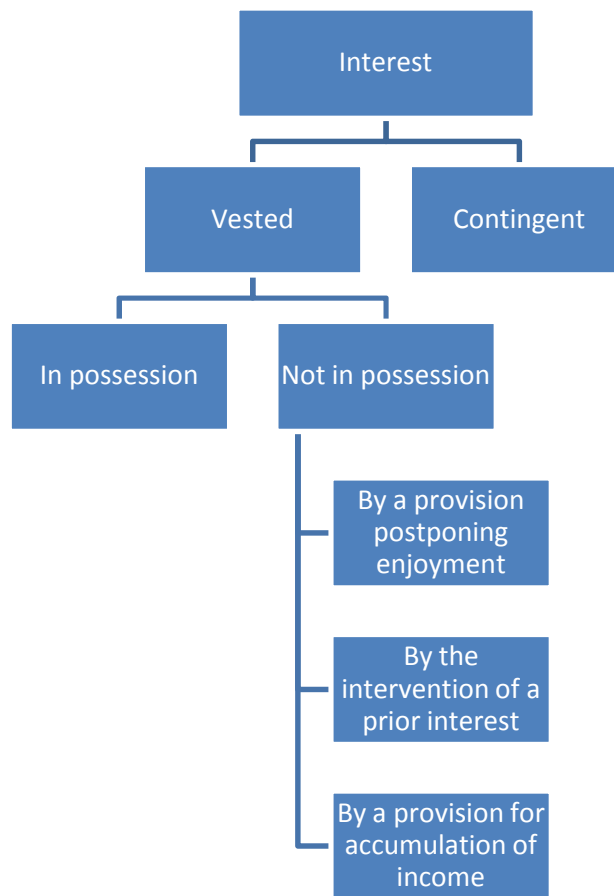 Interest
Vested
Contingent
In possession
Not in possession
By a provision
postponing
enjoyment
By the
intervention of a
prior interest
By a provision for
accumulation of
income